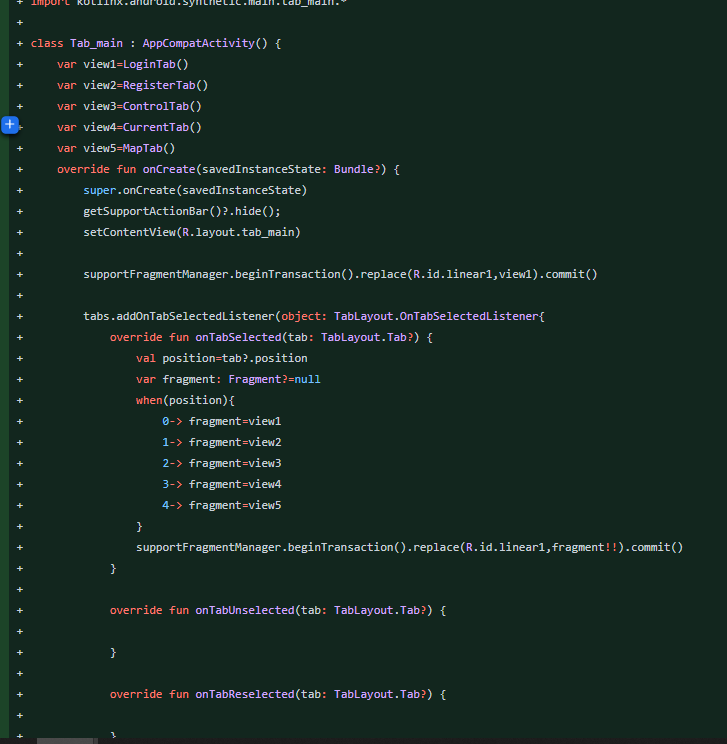 + import kotlinx.android.synthetic.main.tab_main.*
+
+ class Tab_main : AppCompatActivity() {
+     var view1=LoginTab()
+     var view2=RegisterTab()
+     var view3=ControlTab()
+     var view4=CurrentTab()
+     var view5=MapTab()
+     override fun onCreate(savedInstanceState: Bundle?) {
+         super.onCreate(savedInstanceState)
+         getSupportActionBar()?.hide();
+         setContentView(R.layout.tab_main)
+
+         supportFragmentManager.beginTransaction().replace(R.id.linear1,view1).commit()
+
+         tabs.addOnTabSelectedListener(object: TabLayout.OnTabSelectedListener{
+             override fun onTabSelected(tab: TabLayout.Tab?) {
+                 val position=tab?.position
+                 var fragment: Fragment?=null
+                 when(position){
+                     0-> fragment=view1
+                     1-> fragment=view2
+                     2-> fragment=view3
+                     3-> fragment=view4
+                     4-> fragment=view5
+                 }
+                 supportFragmentManager.beginTransaction().replace(R.id.linear1,fragment!!).commit()
+             }
+
+             override fun onTabUnselected(tab: TabLayout.Tab?) {
+
+             }
+
+             override fun onTabReselected(tab: TabLayout.Tab?) {
+
+             }